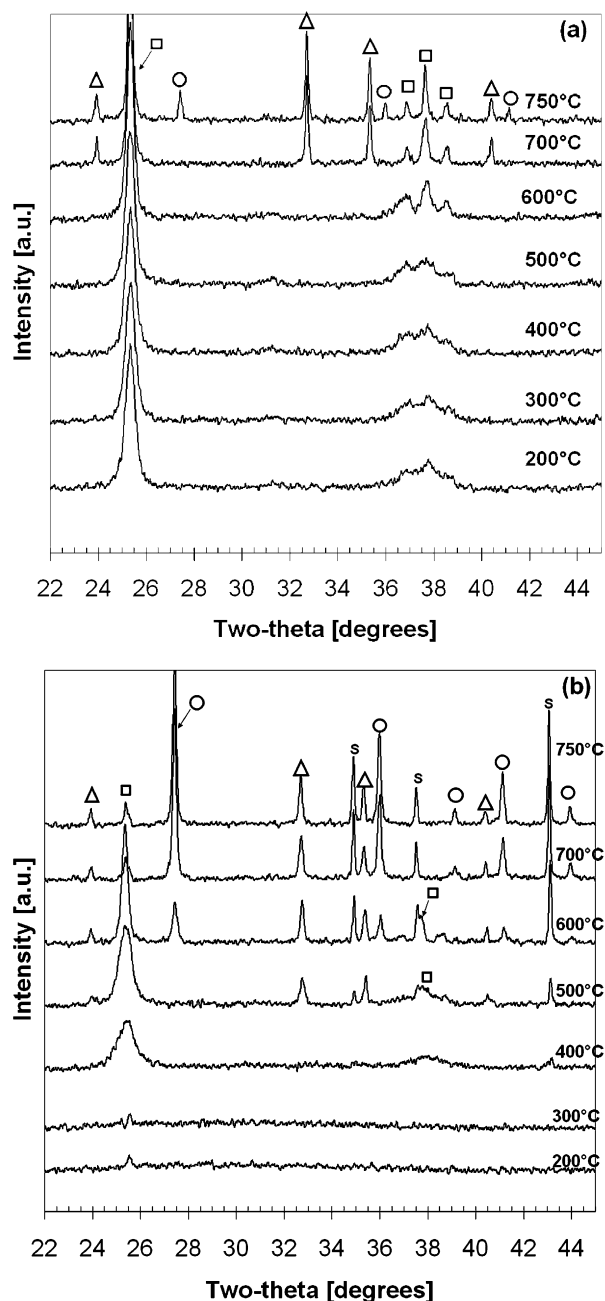 (a)
750°C
700°C
600°C
500°C
400°C
300°C
200°C
Intensity [a.u.]
22 24 26 28 30 32 34 36 38 40 42 44
Two-theta [degrees]
(b)
s s s
750°C
700°C
600°C
500°C
400°C
300°C
200°C
Intensity [a.u.]
22 24 26 28 30 32 34 36 38 40 42 44
Two-theta [degrees]